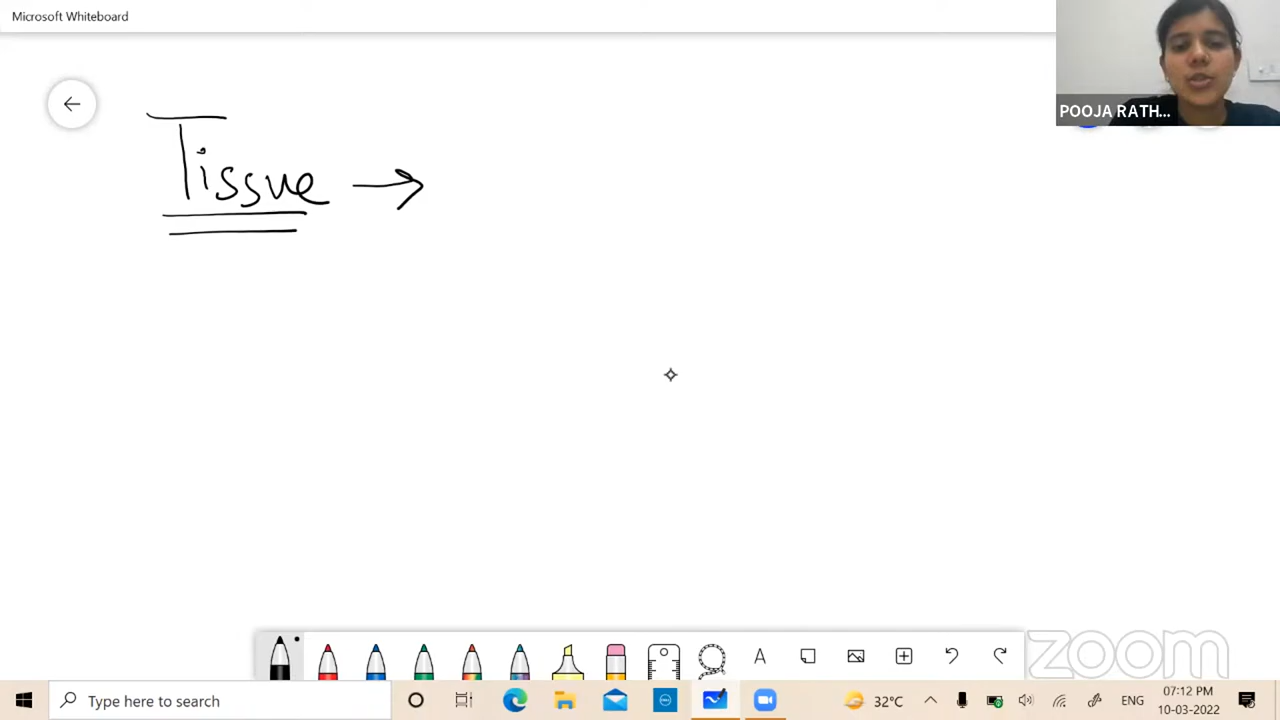 Microsoft Whiteboard
POOJA RATH...
Tissue →
A
zoom
Type here to search
32°C
ENG
07:12 PM
10-03-2022